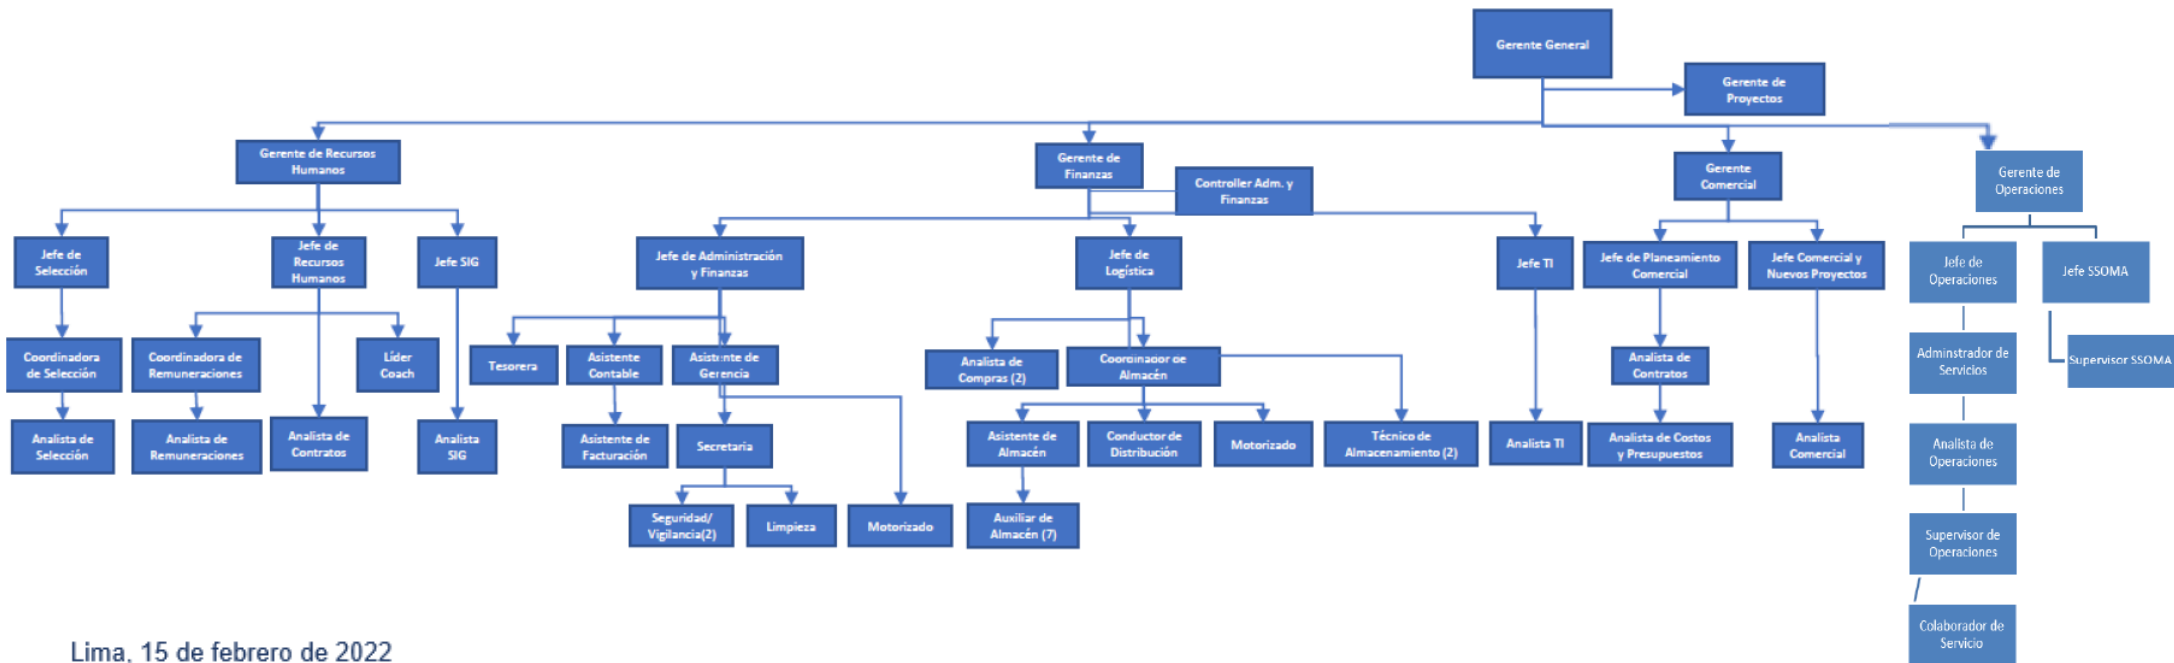 Gerente General
Gerente de
Proyectos
Gerente de Recursos
Humanos
Gerente de
Finanzas
Controller Adm. y
Finanzas
Gerente
Comercial
Gerente de
Operaciones
Jefe de
Selección
Jefe de
Recursos
Humanos
Jefe SIG
Jefe de Administración
y Finanzas
Jefe de
Logística
Jefe TI
Jefe de Planeamiento
Comercial
Jefe Comercial y
Nuevos Proyectos
Jefe de
Operaciones
Jefe SSOMA
Coordinadora
de Selección
Coordinadora de
Remuneraciones
Líder
Coach
Tesorera
Asistente
Contable
Asistente de
Gerencia
Analista de
Compras (2)
Coordinador de
Almacén
Analista de
Contratos
Adminstrador de
Servicios
Supervisor SSOMA
Analista de
Selección
Analista de
Remuneraciones
Analista de
Contratos
Analista
SIG
Asistente de
Facturación
Secretaria
Asistente de
Almacén
Conductor de
Distribución
Motorizado
Técnico de
Almacenamiento (2)
Analista TI
Analista de Costos
y Presupuestos
Analista
Comercial
Analista de
Operaciones
Seguridad/
Vigilancia(2)
Limpieza
Motorizado
Auxiliar de
Almacén (7)
Supervisor de
Operaciones
Colaborador de
Servicio
Lima, 15 de febrero de 2022